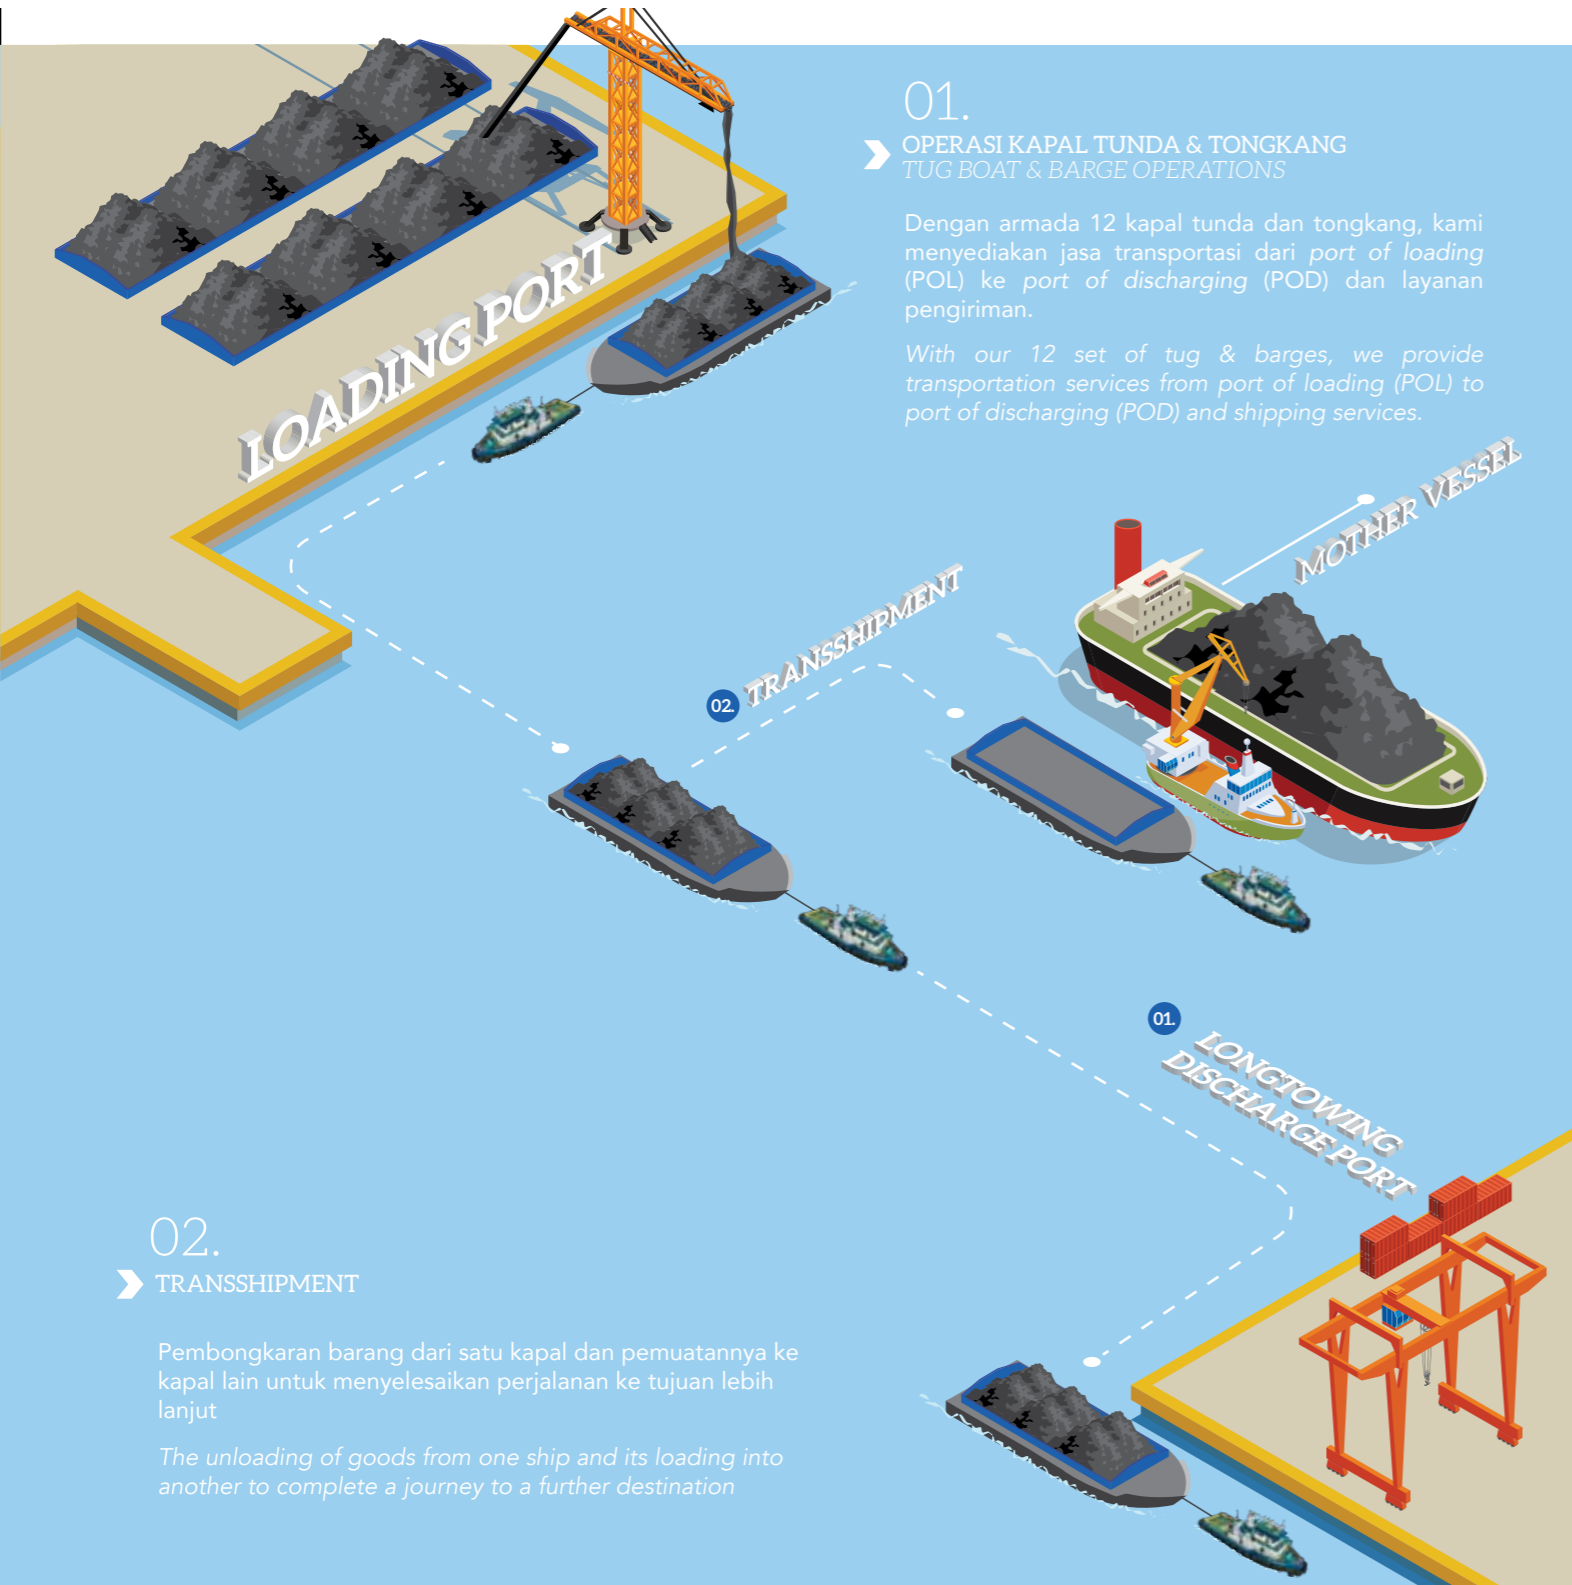 01.
OPERASI KAPAL TUNDA & TONGKANG
TUG BOAT & BARGE OPERATIONS
Dengan armada 12 kapal tunda dan tongkang, kami
menyediakan jasa transportasi dari port of loading
(POL) ke port of discharging (POD) dan layanan
pengiriman.
With our 12 set of tug & barges, we provide
transportation services from port of loading (POL) to
port of discharging (POD) and shipping services.
LOADING PORT
MOTHER VESSEL
02.
TRANSSHIPMENT
01.
LONGTOWING
DISCHARGE PORT
02.
TRANSSHIPMENT
Pembongkaran barang dari satu kapal dan pemuatannya ke
kapal lain untuk menyelesaikan perjalanan ke tujuan lebih
lanjut
The unloading of goods from one ship and its loading into
another to complete a journey to a further destination